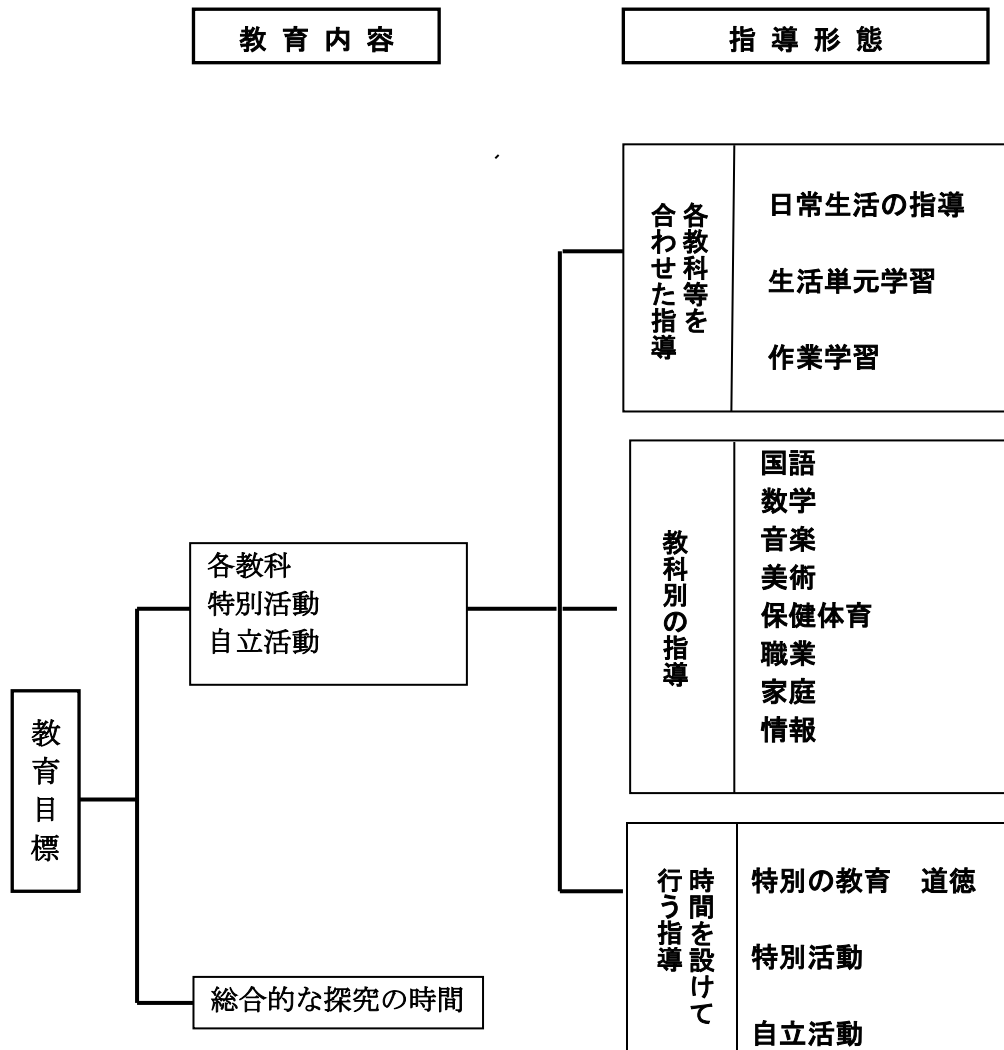 教育内容
指導形態
各教科等を
合わせた指導
日常生活の指導
生活単元学習
作業学習
教科別の指導
国語
数学
音楽
美術
保健体育
職業
家庭
情報
各教科
特別活動
自立活動
教育目標
時間を設けて
行う指導
特別の教育　道徳
特別活動
自立活動
総合的な探究の時間